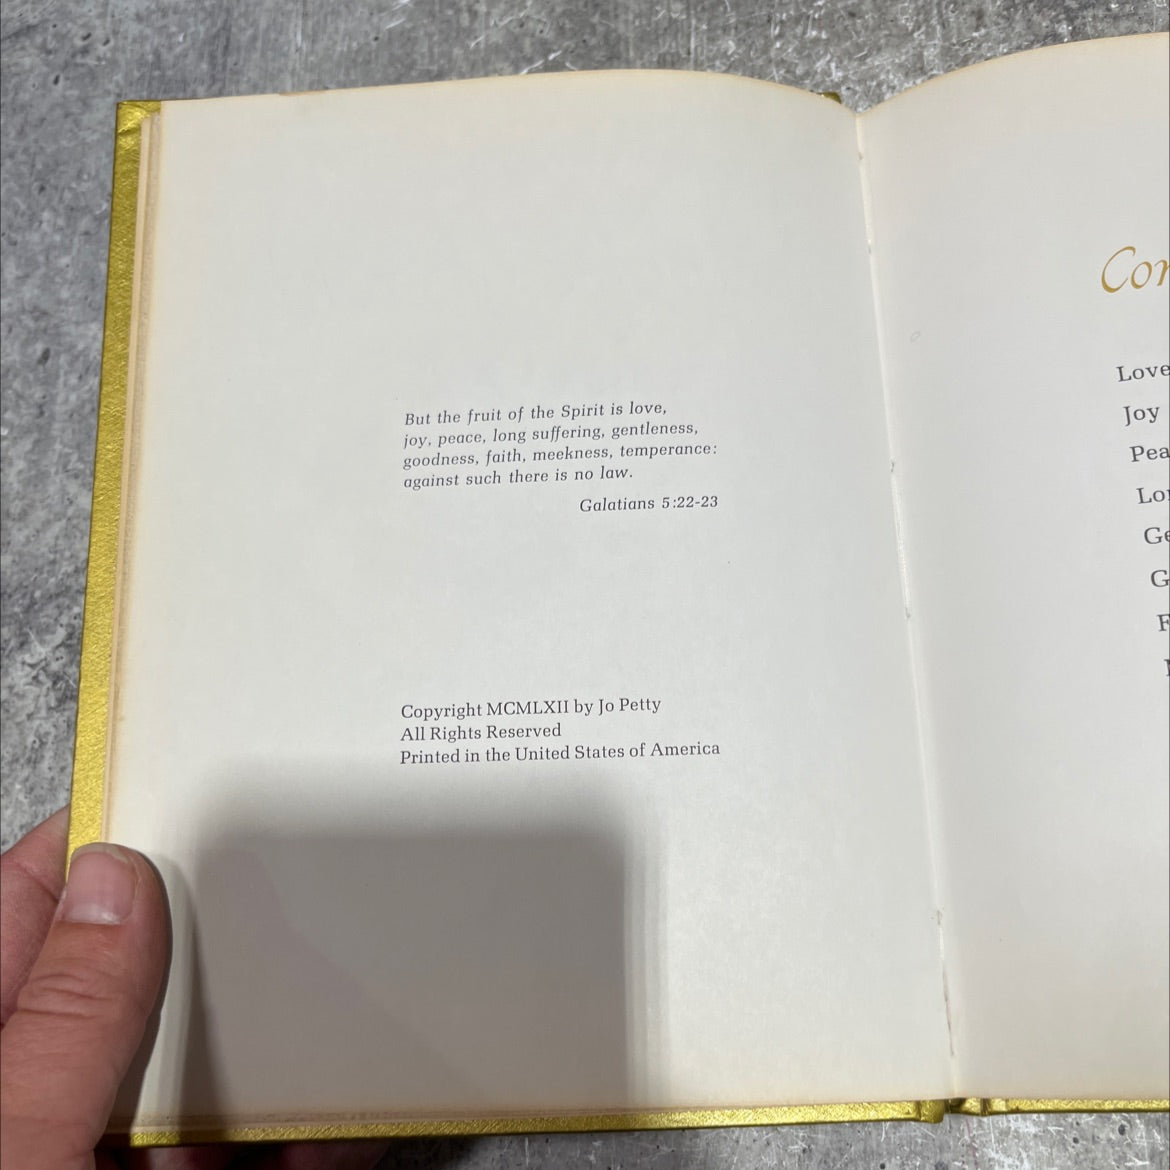 But the fruit of the Spirit is love,
joy, peace, long suffering, gentleness,
goodness, faith, meekness, temperance:
against such there is no law.
Galatians 5:22-23
Copyright MCMLXII by Jo Petty
All Rights Reserved
Printed in the United States of America
Love
Joy